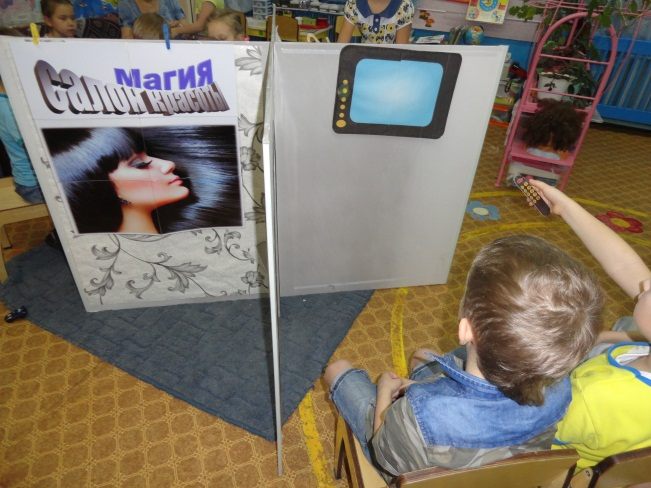 Магия
Салон красоты